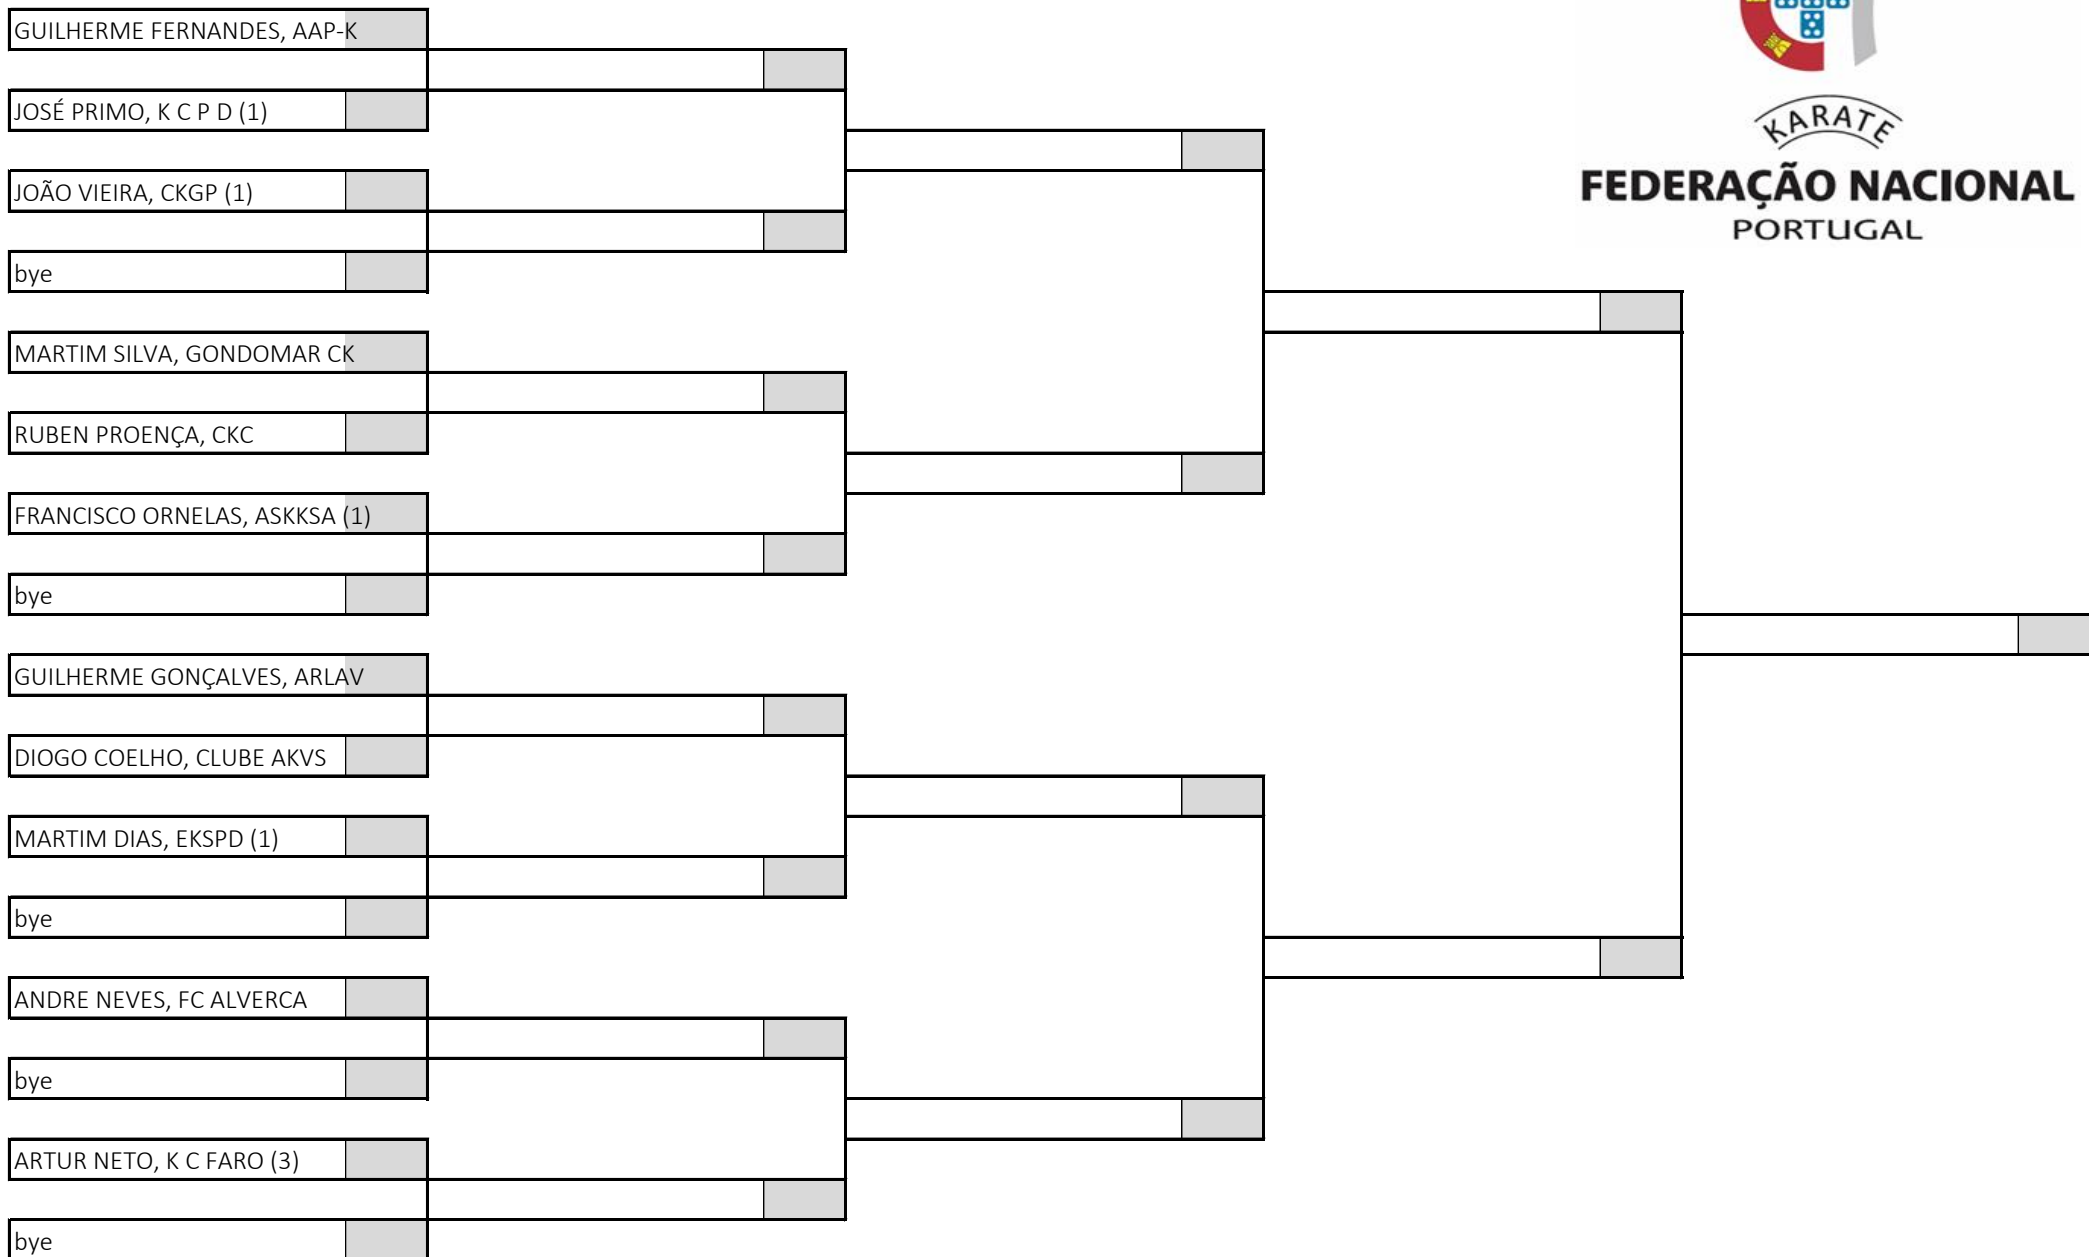 GUILHERME FERNANDES, AAP-K
JOSÉ PRIMO, K C P D (1)
JOÃO VIEIRA, CKGP (1)
bye
MARTIM SILVA, GONDOMAR CK
RUBEN PROENÇA, CKC
FRANCISCO ORNELAS, ASKKSA (1)
bye
GUILHERME GONÇALVES, ARLAV
DIOGO COELHO, CLUBE AKVS
MARTIM DIAS, EKSPD (1)
bye
ANDRE NEVES, FC ALVERCA
bye
ARTUR NETO, K C FARO (3)
bye
KARATE
FEDERAÇÃO NACIONAL
PORTUGAL